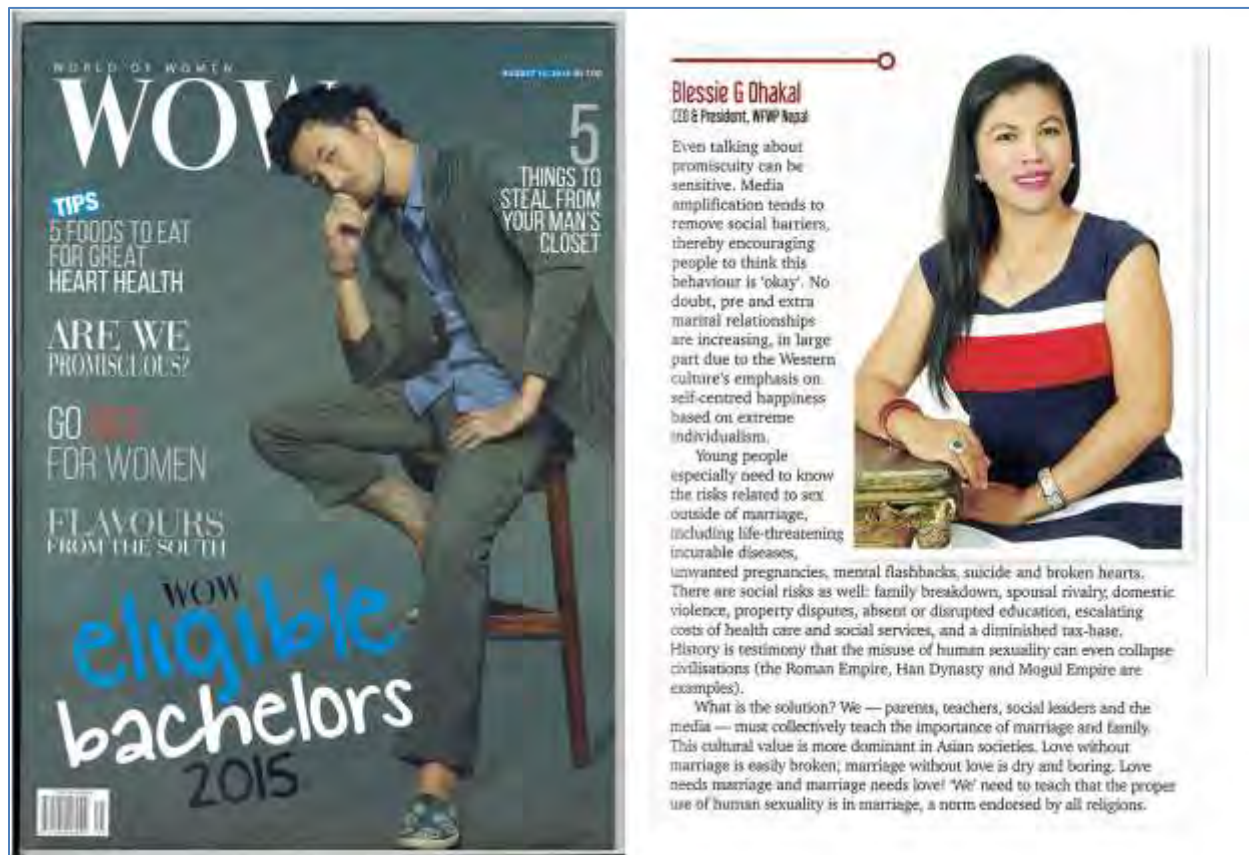 WORLD OF WOMEN
WOW
5
THINGS TO
STEAL FROM
YOUR MAN'S
CLOSET
TIPS
5 FOODS TO EAT
FOR GREAT
HEART HEALTH
ARE WE
PROMISCUOUS?
GO RED
FOR WOMEN
FLAVOURS
FROM THE SOUTH
WOW
eligible
bachelors
2015
Blessie G Dhakal
CEO & President, WFWP Nepal
Even talking about
promiscuity can be
sensitive. Media
amplification tends to
remove social barriers,
thereby encouraging
people to think this
behaviour is 'okay'. No
doubt, pre and extra
marital relationships
are increasing, in large
part due to the Western
culture's emphasis on
self-centred happiness
based on extreme
individualism.
Young people
especially need to know
the risks related to sex
outside of marriage,
including life-threatening
incurable diseases,
unwanted pregnancies, mental flashbacks, suicide and broken hearts.
There are social risks as well: family breakdown, spousal rivalry, domestic
violence, property disputes, absent or disrupted education, escalating
costs of health care and social services, and a diminished tax-base.
History is testimony that the misuse of human sexuality can even collapse
civilisations (the Roman Empire, Han Dynasty and Mogul Empire are
examples).
What is the solution? We — parents, teachers, social leaders and the
media — must collectively teach the importance of marriage and family.
This cultural value is more dominant in Asian societies. Love without
marriage is easily broken; marriage without love is dry and boring. Love
needs marriage and marriage needs love! 'We' need to teach that the proper
use of human sexuality is in marriage, a norm endorsed by all religions.